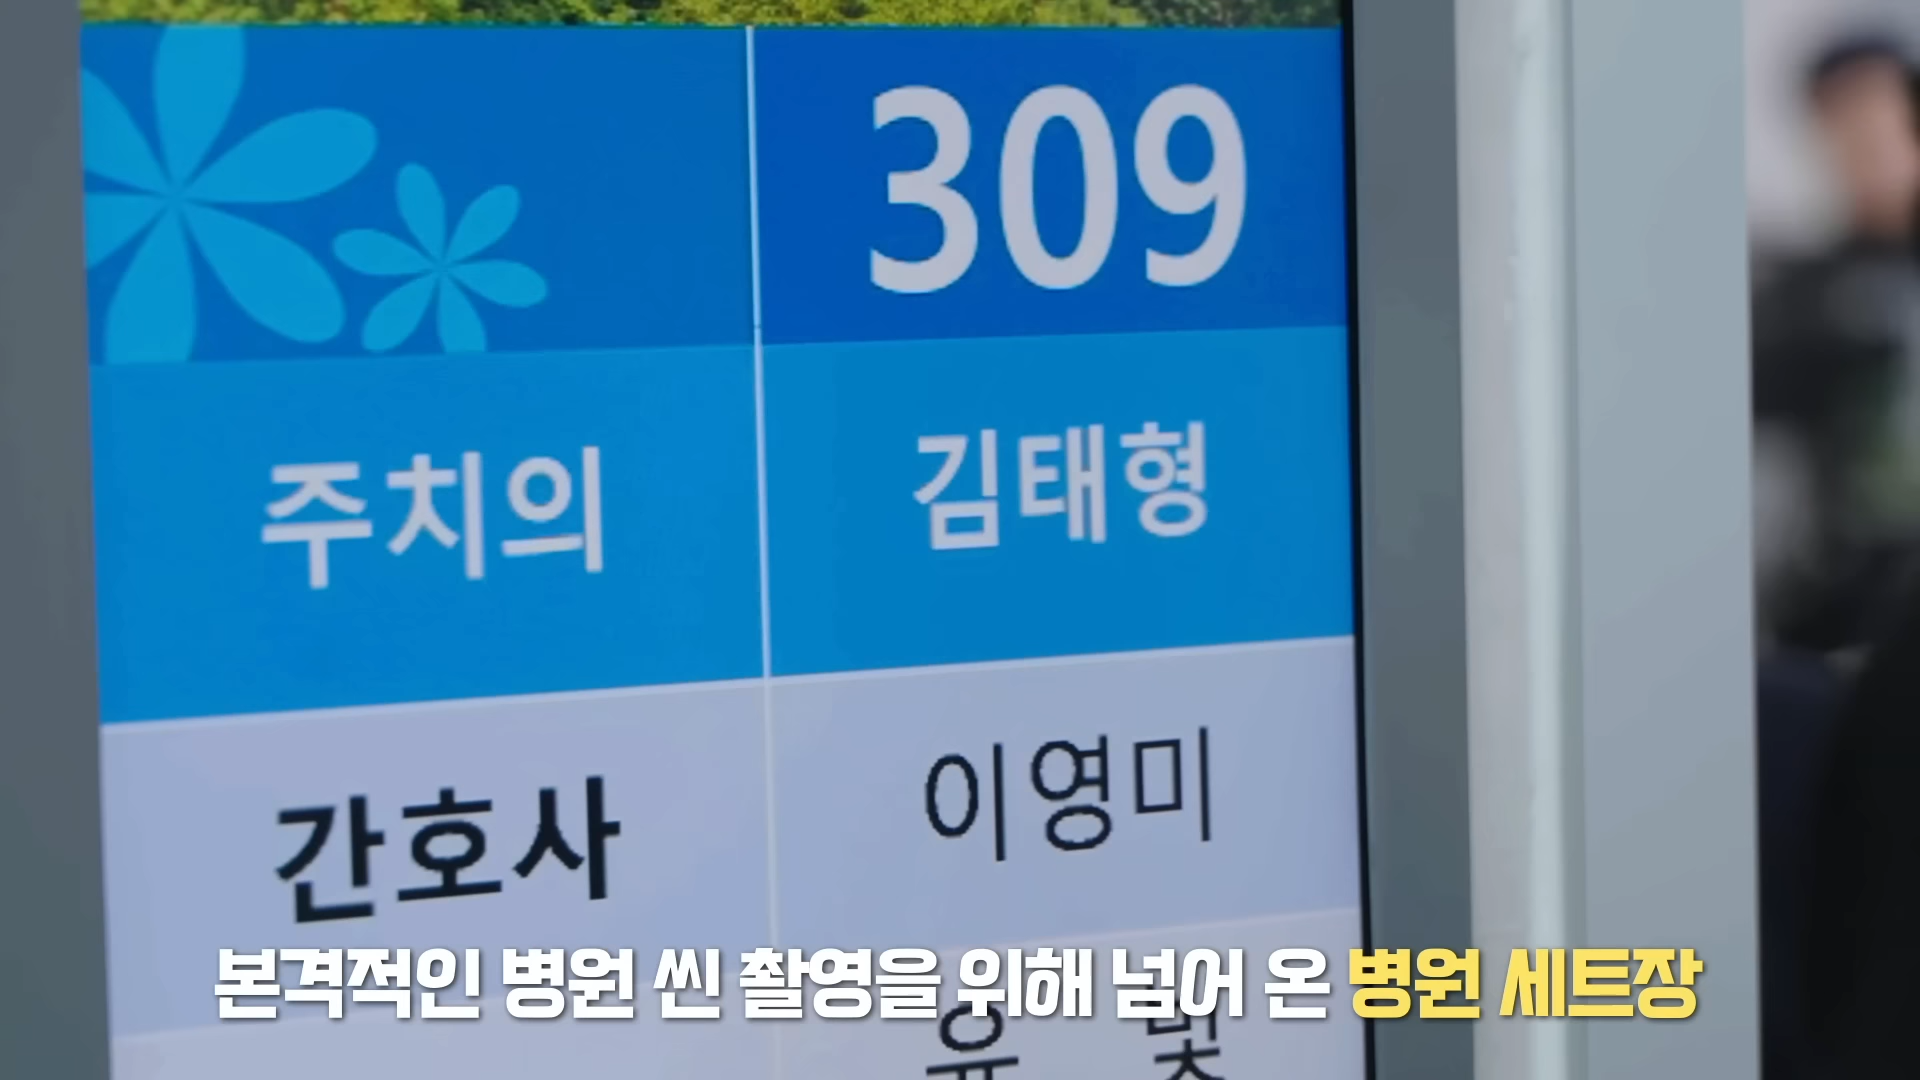 309
주치의 김태형
간호사 이영미
본격적인 병원 씬 촬영을 위해 넘어 온 병원 세트장